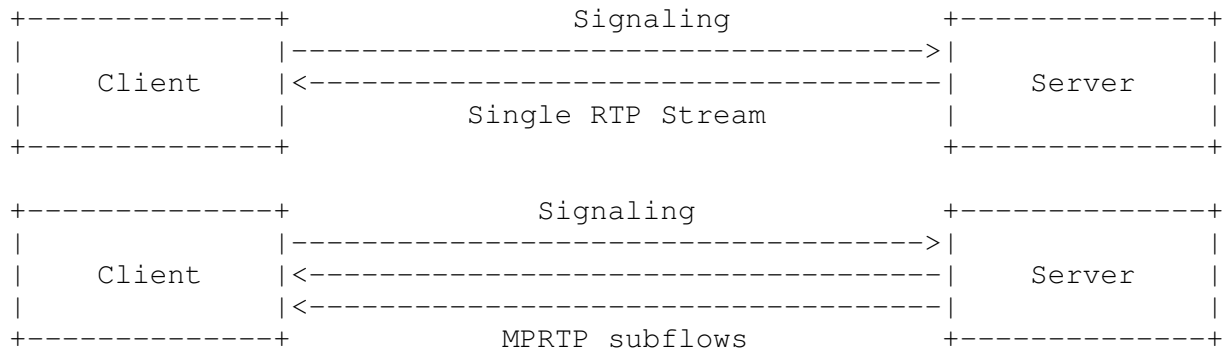 Signaling
Client Server
Single RTP Stream
Signaling
Client Server
MPRTP subflows